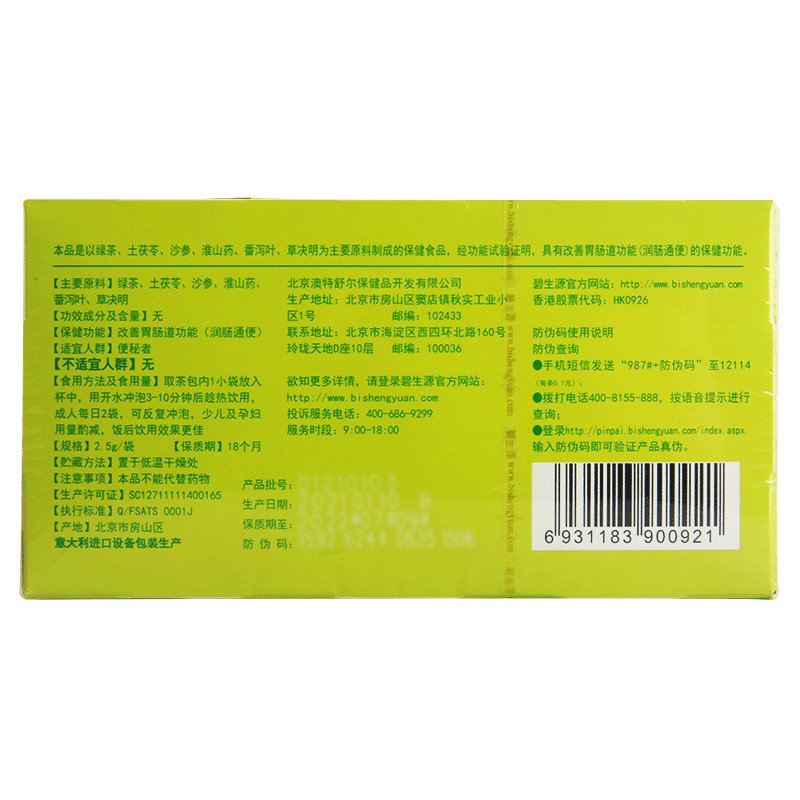 本品是以绿茶、土茯苓、沙参、淮山药、番泻叶、草决明为主要原料制成的保健食品，经功能试验证明，具有改善胃肠道功能(润肠通便)的保健功能。
【主要原料】绿茶、土茯苓、沙参、淮山药、
番泻叶、草决明
【功效成分及含量】无
【保健功能】改善胃肠道功能（润肠通便）
【适宜人群】便秘者
【不适宜人群】无
【食用方法及食用量】取茶包内1小袋放入
杯中，用开水冲泡3-10分钟后趁热饮用，
成人每日2袋，可反复冲泡，少儿及孕妇
用量酌减，饭后饮用效果更佳
【规格】2.5g/袋 【保质期】18个月
【贮藏方法】置于低温干燥处
【注意事项】本品不能代替药物
【生产许可证】SC12711111400165
【执行标准】Q/FSATS 0001J
【产地】北京市房山区
意大利进口设备包装生产
北京澳特舒尔保健品开发有限公司
生产地址：北京市房山区窦店镇秋实工业小
区1号 邮编：102433
联系地址：北京市海淀区西四环北路160号
玲珑天地D座10层 邮编：100036
欲知更多详情，请登录碧生源官方网站：
http://www.bishengyuan.com
投诉服务电话：400-686-9299
服务时段：9:00-18:00
产品批号：
生产日期：
保质期至：
防 伪 码：
碧生源官方网站：http://www.bishengyuan.com
香港股票代码：HK0926
防伪码使用说明
防伪查询
●手机短信发送“987#+防伪码”至12114
（每条0.1元）；
●拨打电话400-8155-888，按语音提示进行
查询；
●登录http://pinpai.bishengyuan.com/index.aspx,
输入防伪码即可验证产品真伪。
6 931183 900921
www.bishengyuan.com
碧生源
www.bishengyuan.com